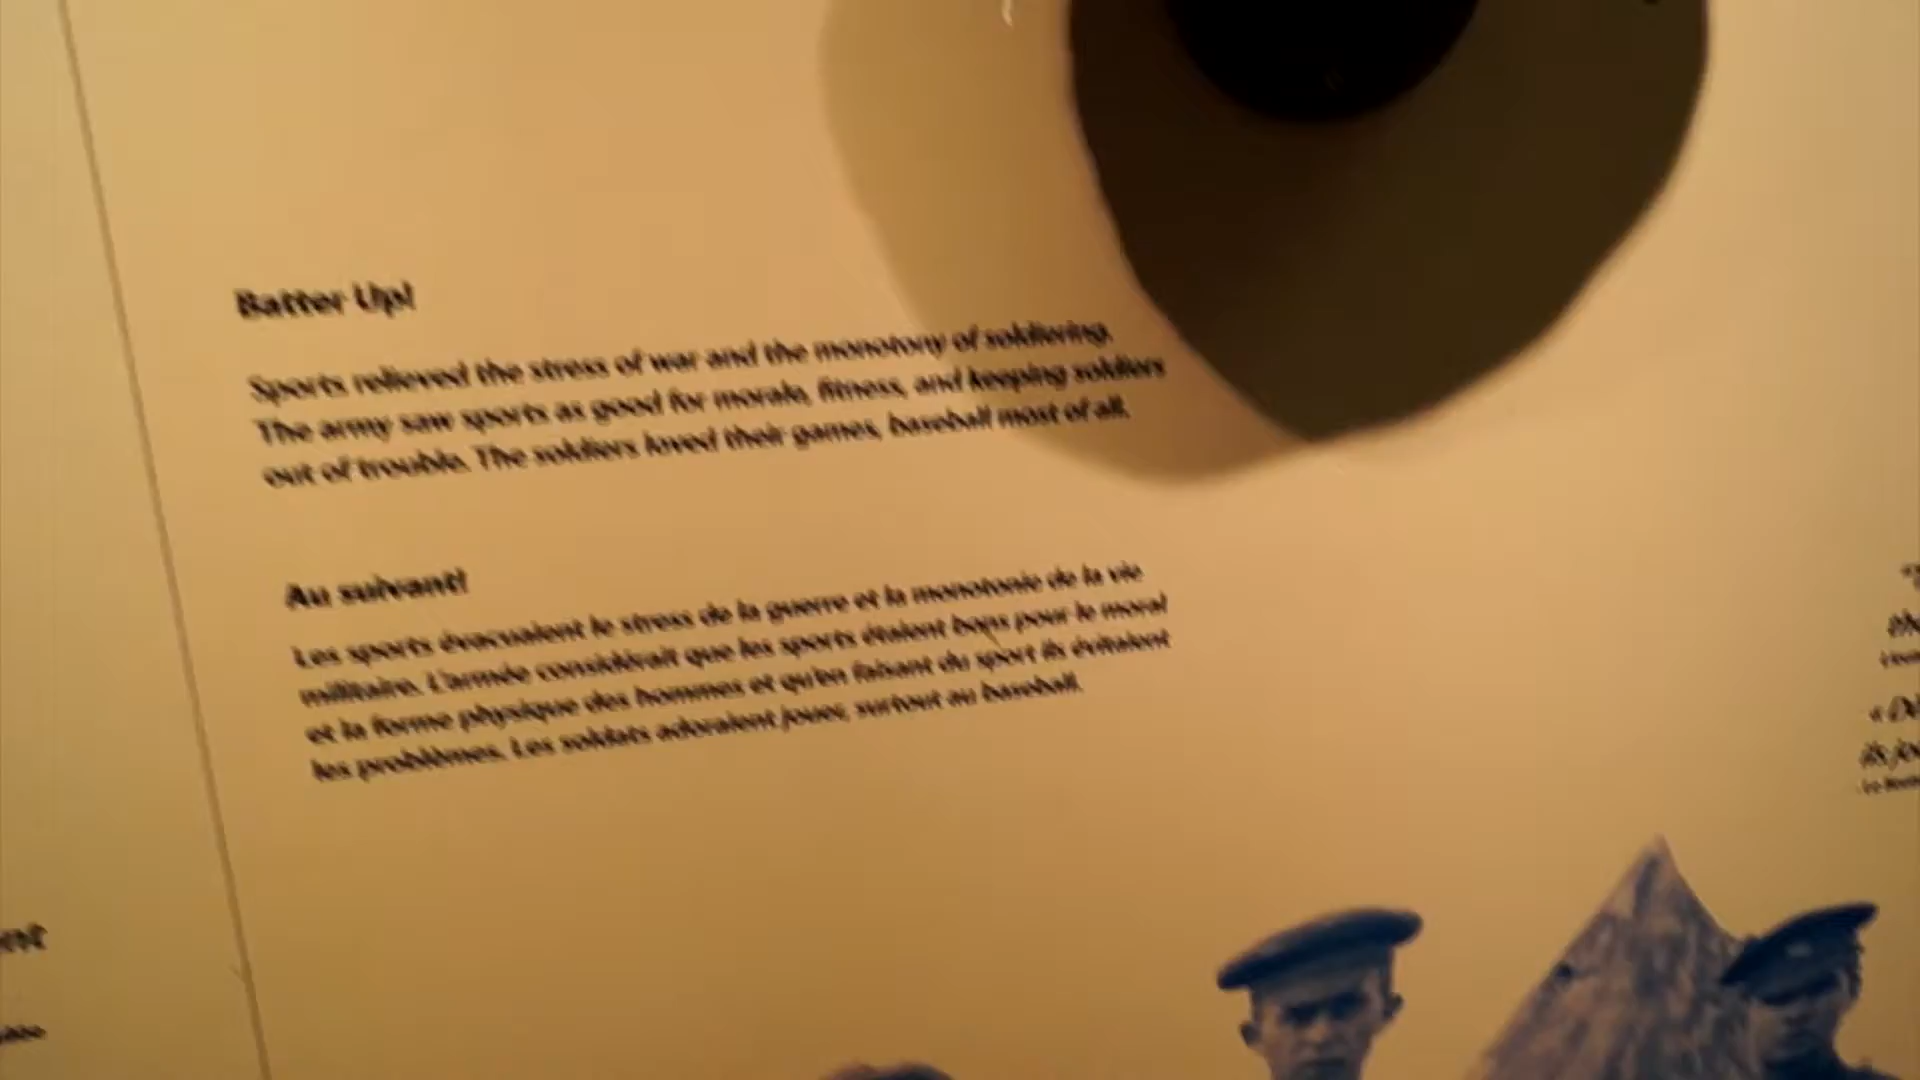 Batter Up!
Sports relieved the stress of war and the monotony of soldiering.
The army saw sports as good for morale, fitness, and keeping soldiers
out of trouble. The soldiers loved their games, baseball most of all.
Au suivant!
Les sports évacuaient le stress de la guerre et la monotonie de la vie
militaire. L'armée considérait que les sports étaient bons pour le moral
et la forme physique des hommes et qu'en faisant du sport ils évitaient
les problèmes. Les soldats adoraient jouer, surtout au baseball.